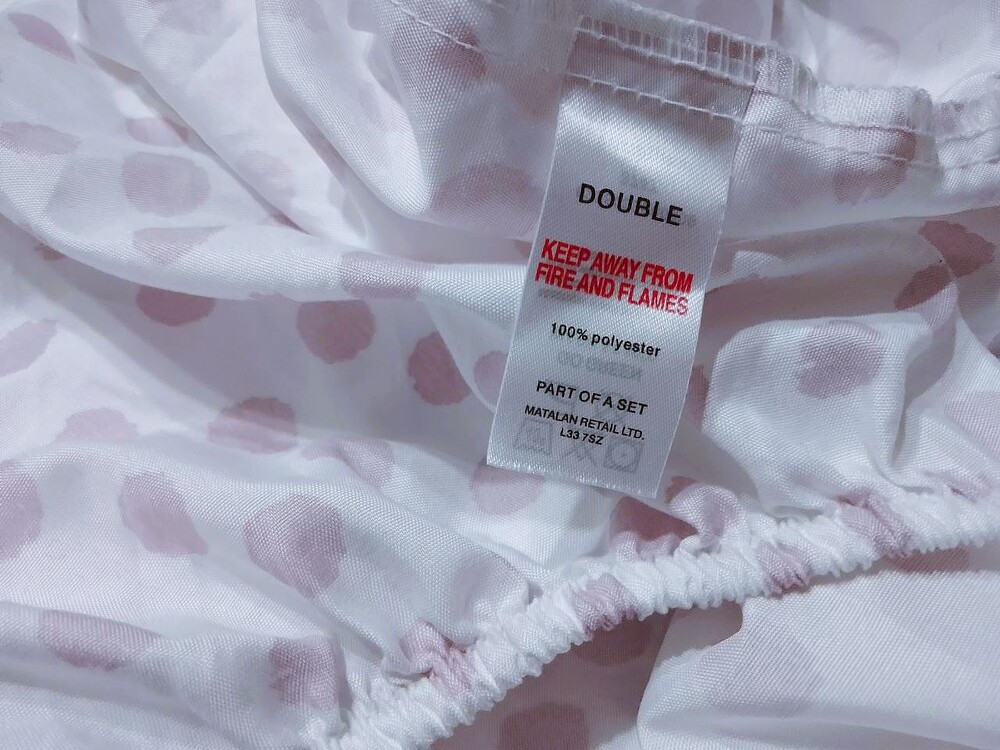 DOUBLE
KEEP AWAY FROM
FIRE AND FLAMES
100% polyester
PART OF A SET
MATALAN RETAIL LTD.
L33 7SZ